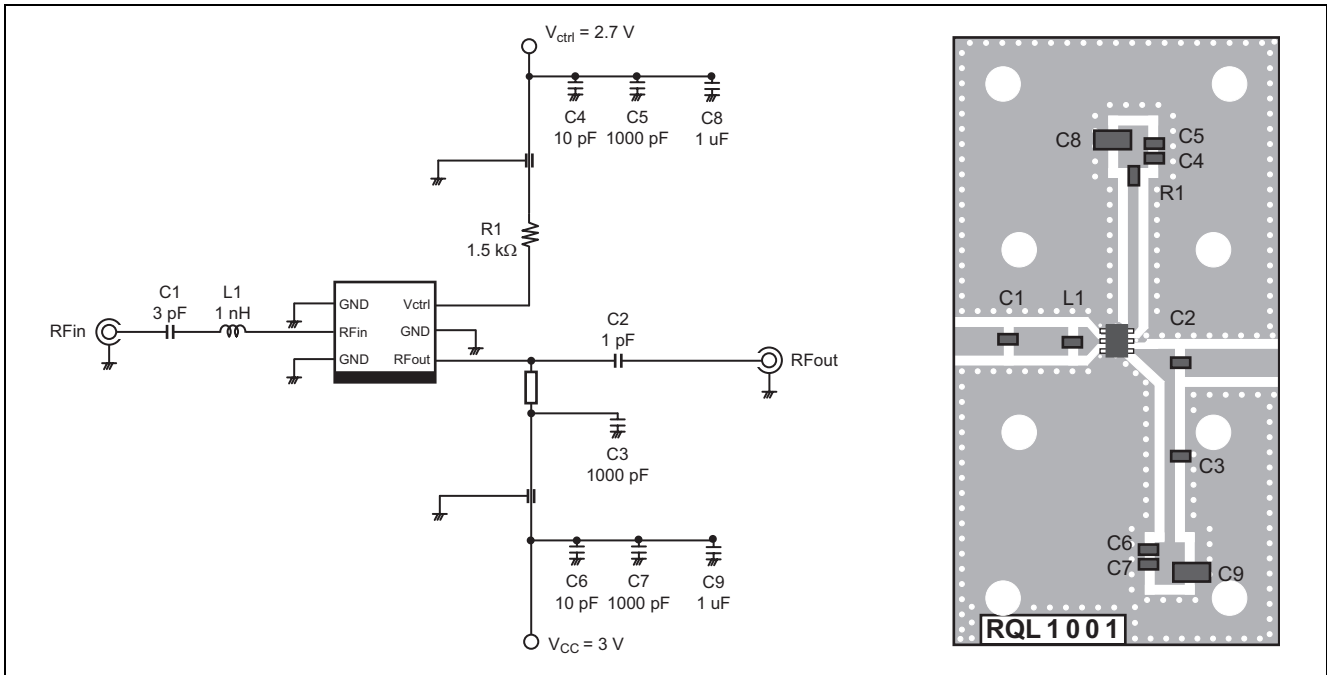 V_ctrl = 2.7 V
C4
10 pF
C5
1000 pF
C8
1 uF
R1
1.5 kΩ
C1
3 pF
L1
1 nH
RFin
GND
RFin
GND
Vctrl
GND
RFout
C2
1 pF
RFout
C3
1000 pF
C6
10 pF
C7
1000 pF
C9
1 uF
V_CC = 3 V
C8
C5
C4
R1
C1
L1
C2
C3
C6
C7
C9
RQL1001